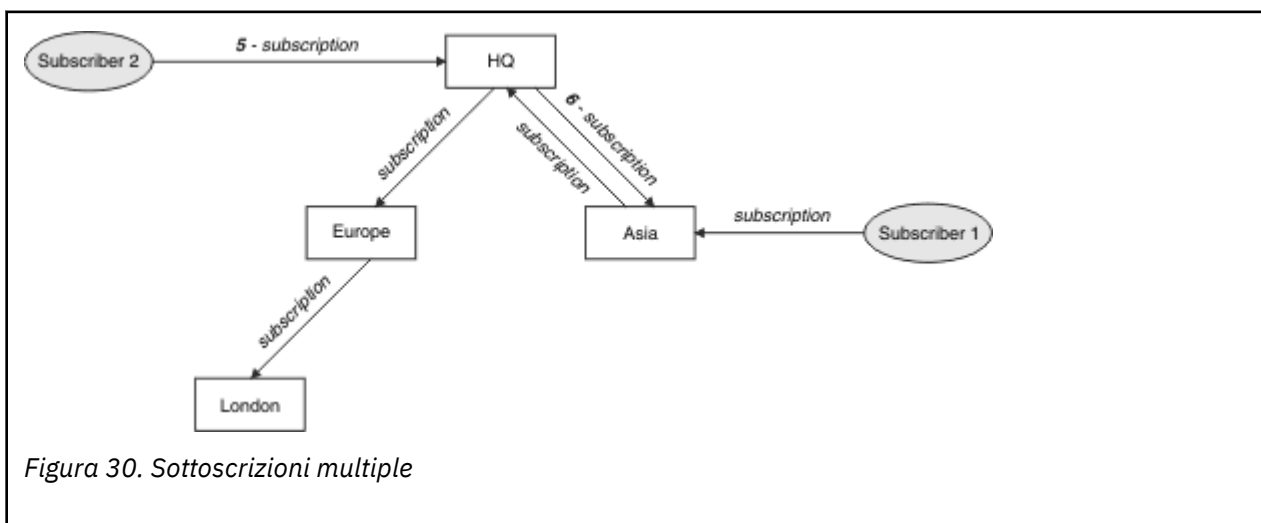 5 - subscription
Subscriber 2
HQ
6 - subscription
subscription
subscription
subscription
Europe
Asia
Subscriber 1
subscription
London
Figura 30. Sottoscrizioni multiple